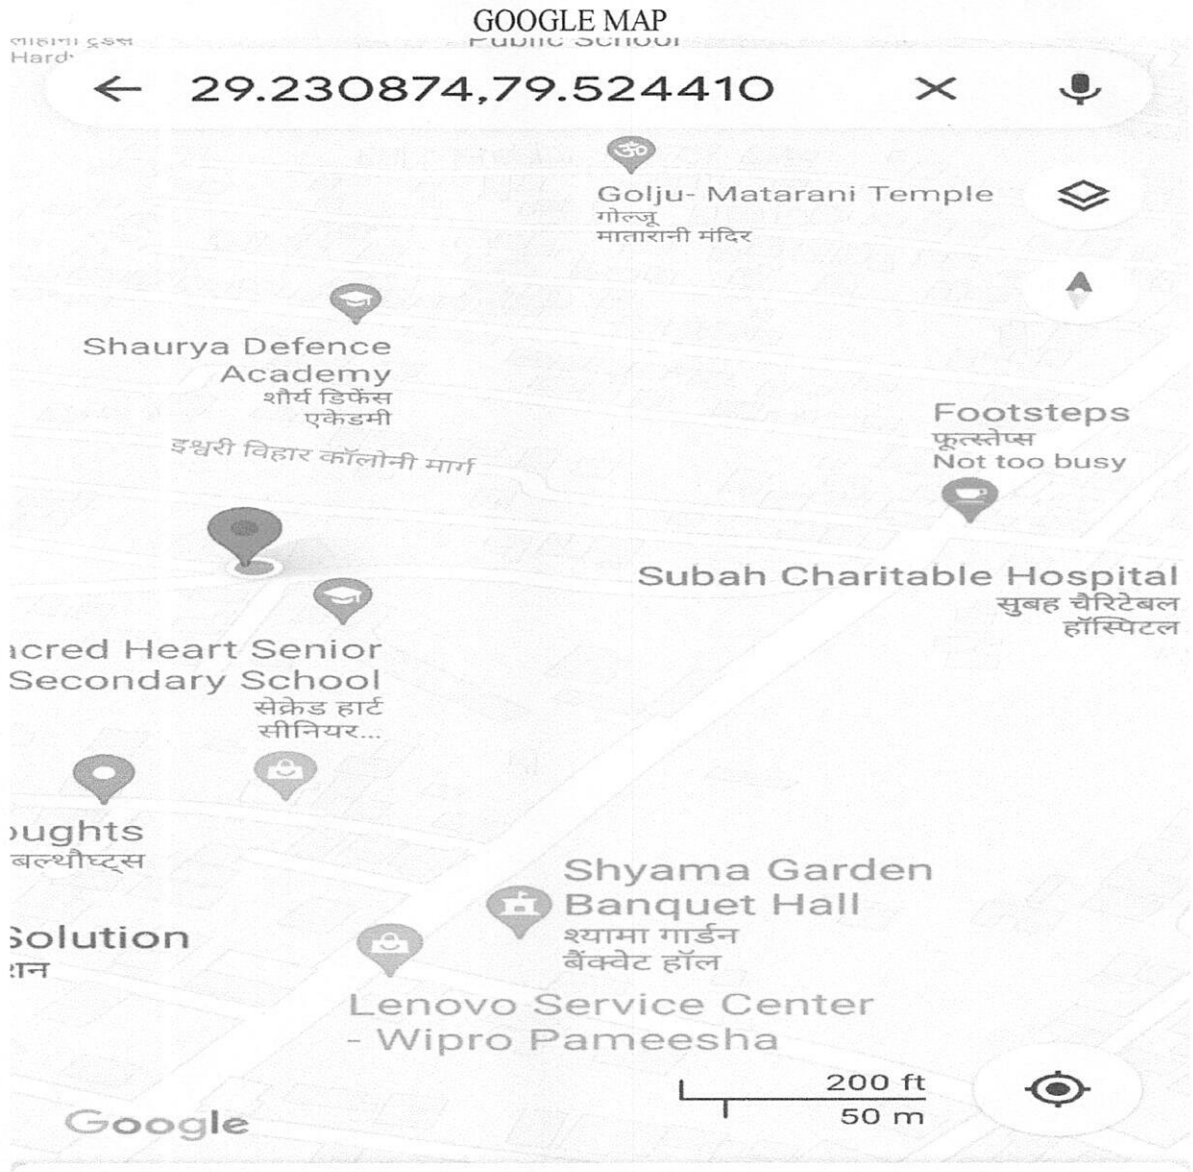 GOOGLE MAP
Public School
Hard
29.230874,79.524410
Golju- Matarani Temple
गोल्जू
मातारानी मंदिर
Shaurya Defence
Academy
शौर्य डिफेंस
एकेडमी
इश्वरी विहार कॉलोनी मार्ग
Footsteps
फूत्स्तेप्स
Not too busy
Subah Charitable Hospital
सुबह चैरिटेबल
हॉस्पिटल
acred Heart Senior
Secondary School
सेक्रेड हार्ट
सीनियर...
oughts
बल्थौघ्ट्स
Shyama Garden
Banquet Hall
श्यामा गार्डन
बैंक्वेट हॉल
Solution
शन
Lenovo Service Center
- Wipro Pameesha
200 ft
50 m
Google